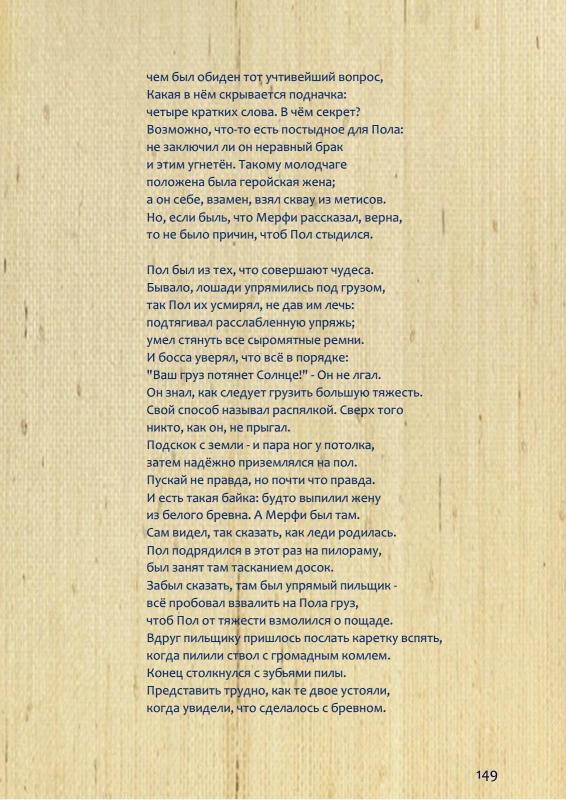 чем был обиден тот учтивейший вопрос,
Какая в нём скрывается подначка:
четыре кратких слова. В чём секрет?
Возможно, что-то есть постыдное для Пола:
не заключил ли он неравный брак
и этим угнетён. Такому молодчаге
положена была геройская жена;
а он себе, взамен, взял сквау из метисов.
Но, если быль, что Мерфи рассказал, верна,
то не было причин, чтоб Пол стыдился.

Пол был из тех, что совершают чудеса.
Бывало, лошади упрямились под грузом,
так Пол их усмирял, не дав им лечь:
подтягивал расслабленную упряжь;
умел стянуть все сыромятные ремни.
И босса уверял, что всё в порядке:
"Ваш груз потянет Солнце!" - Он не лгал.
Он знал, как следует грузить большую тяжесть.
Свой способ называл распялкой. Сверх того
никто, как он, не прыгал.
Подскок с земли - и пара ног у потолка,
затем надёжно приземлялся на пол.
Пускай не правда, но почти что правда.
И есть такая байка: будто выпилил жену
из белого бревна. А Мерфи был там.
Сам видел, так сказать, как леди родилась.
Пол подрядился в этот раз на пилораму,
был занят там тасканием досок.
Забыл сказать, там был упрямый пильщик -
всё пробовал взвалить на Пола груз,
чтоб Пол от тяжести взмолился о пощаде.
Вдруг пильщику пришлось послать каретку вспять,
когда пилили ствол с громадным комлем.
Конец столкнулся с зубьями пилы.
Представить трудно, как те двое устояли,
когда увидели, что сделалось с бревном.

149